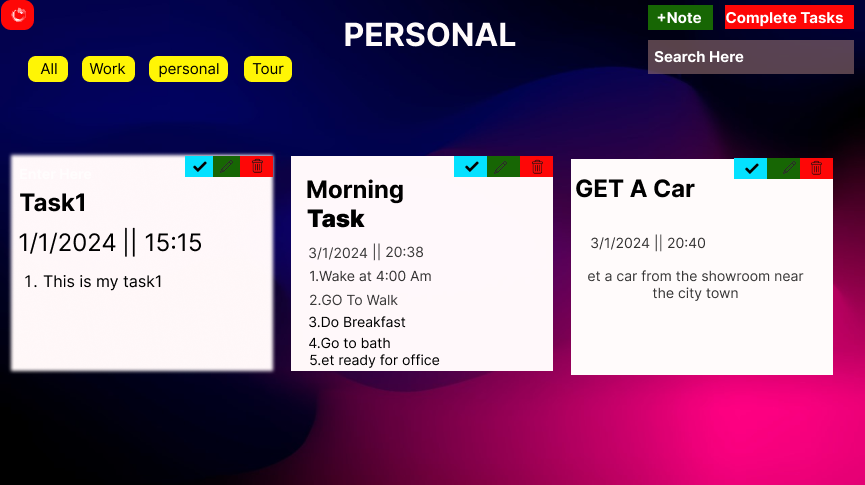 PERSONAL
+Note
Complete Tasks
Search Here
All
Work
personal
Tour
Task1
1/1/2024 || 15:15
1. This is my task1
Morning
Task
3/1/2024 || 20:38
1.Wake at 4:00 Am
2.GO To Walk
3.Do Breakfast
4.Go to bath
5.et ready for office
GET A Car
3/1/2024 || 20:40
et a car from the showroom near
the city town